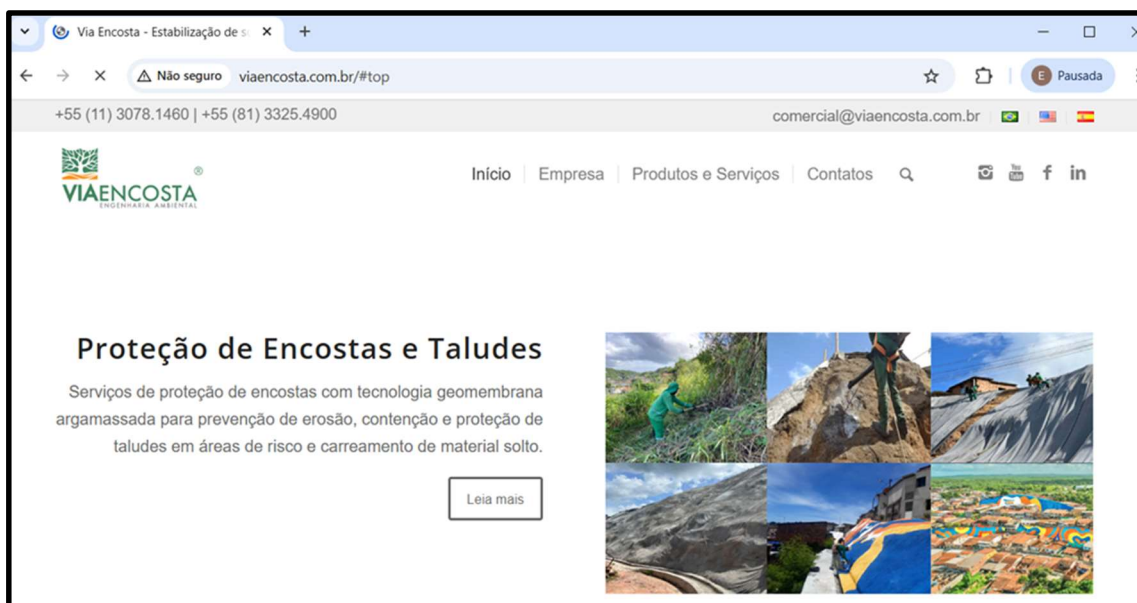 Via Encosta - Estabilização de s
Não seguro viaencosta.com.br/#top
E Pausada
+55 (11) 3078.1460 | +55 (81) 3325.4900
comercial@viaencosta.com.br
VIAENCOSTA ®
ENGENHARIA AMBIENTAL
Início Empresa Produtos e Serviços Contatos
You Tube f in
Proteção de Encostas e Taludes
Serviços de proteção de encostas com tecnologia geomembrana
argamassada para prevenção de erosão, contenção e proteção de
taludes em áreas de risco e carreamento de material solto.
Leia mais